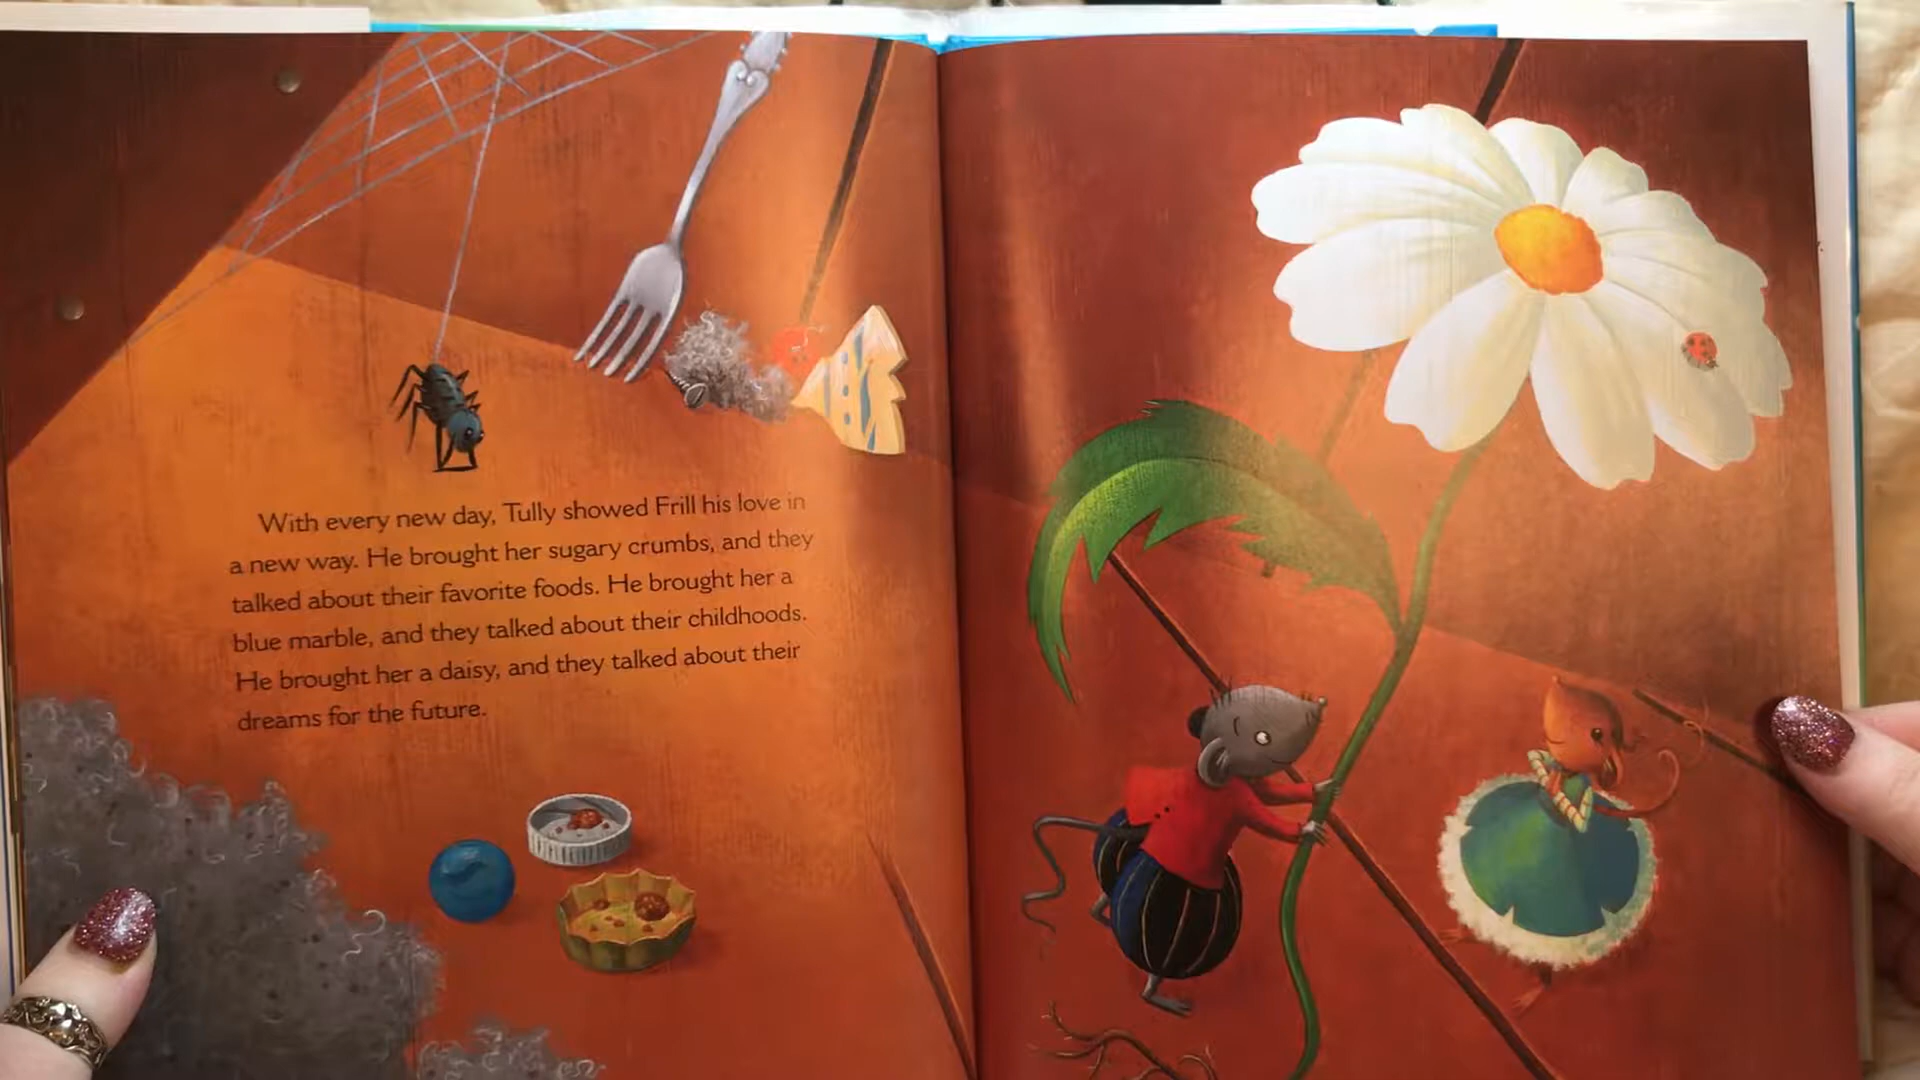 With every new day, Tully showed Frill his love in
a new way. He brought her sugary crumbs, and they
talked about their favorite foods. He brought her a
blue marble, and they talked about their childhoods.
He brought her a daisy, and they talked about their
dreams for the future.